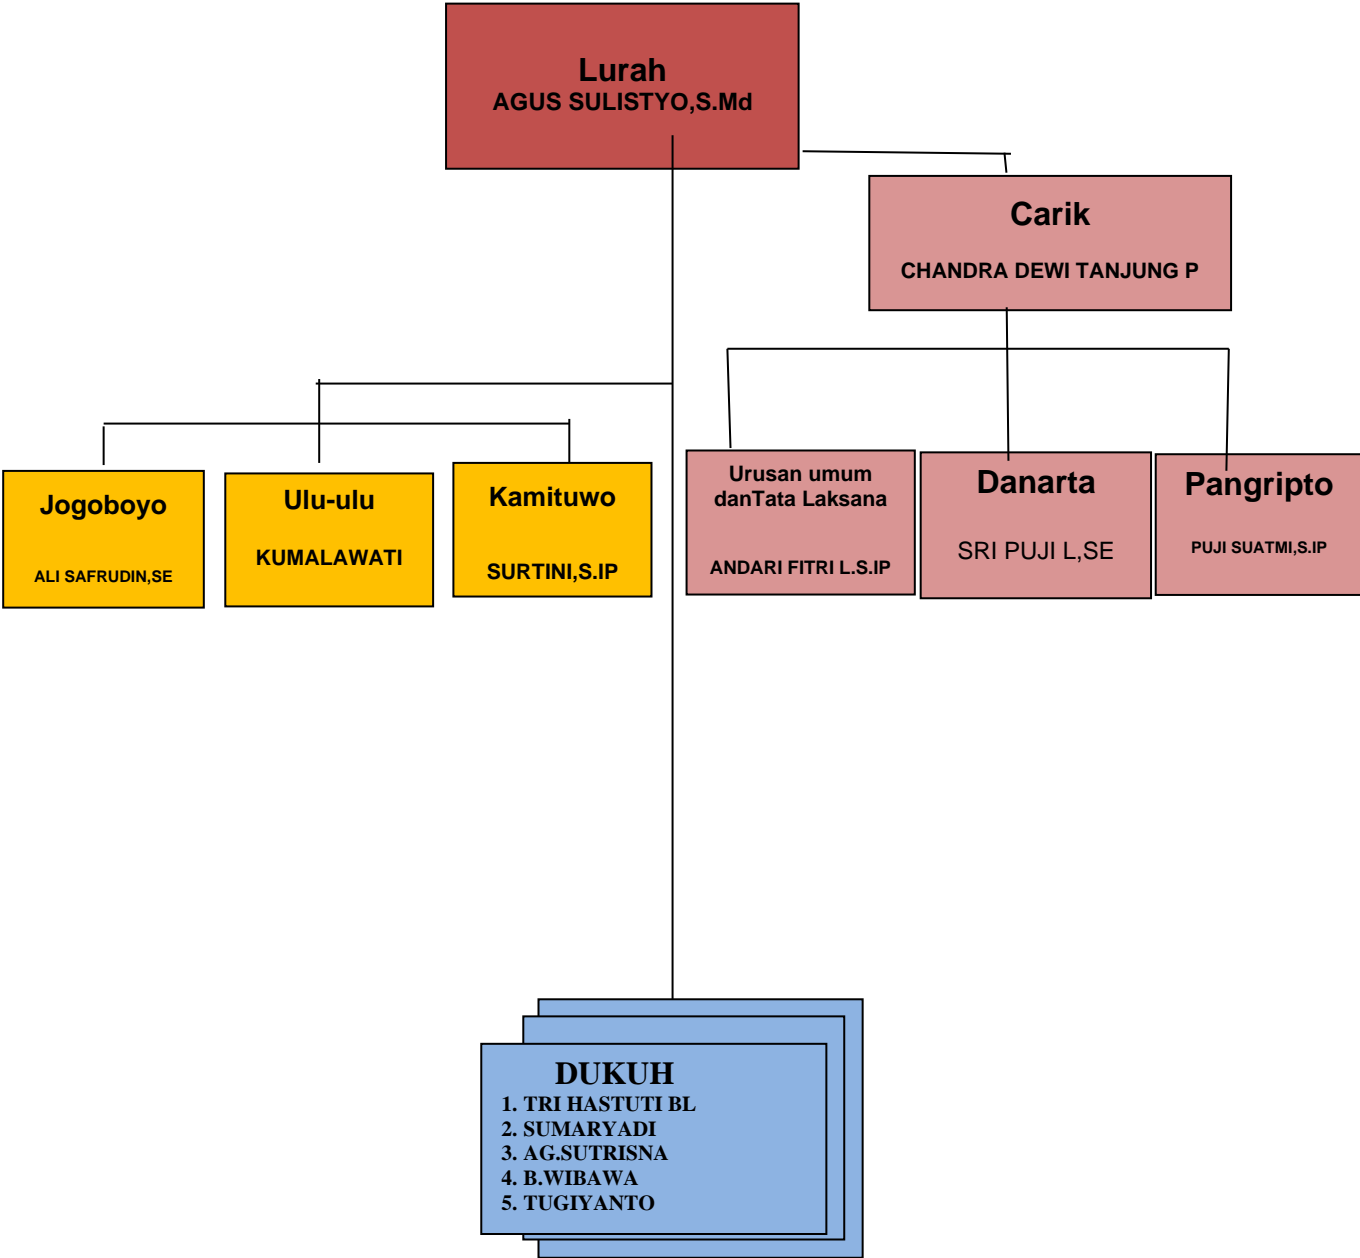 Lurah
AGUS SULISTYO,S.Md
Carik
CHANDRA DEWI TANJUNG P
Jogoboyo
ALI SAFRUDIN,SE
Ulu-ulu
KUMALAWATI
Kamituwo
SURTINI,S.IP
Urusan umum
danTata Laksana
ANDARI FITRI L.S.IP
Danarta
SRI PUJI L,SE
Pangripto
PUJI SUATMI,S.IP
DUKUH
1. TRI HASTUTI BL
2. SUMARYADI
3. AG.SUTRISNA
4. B.WIBAWA
5. TUGIYANTO